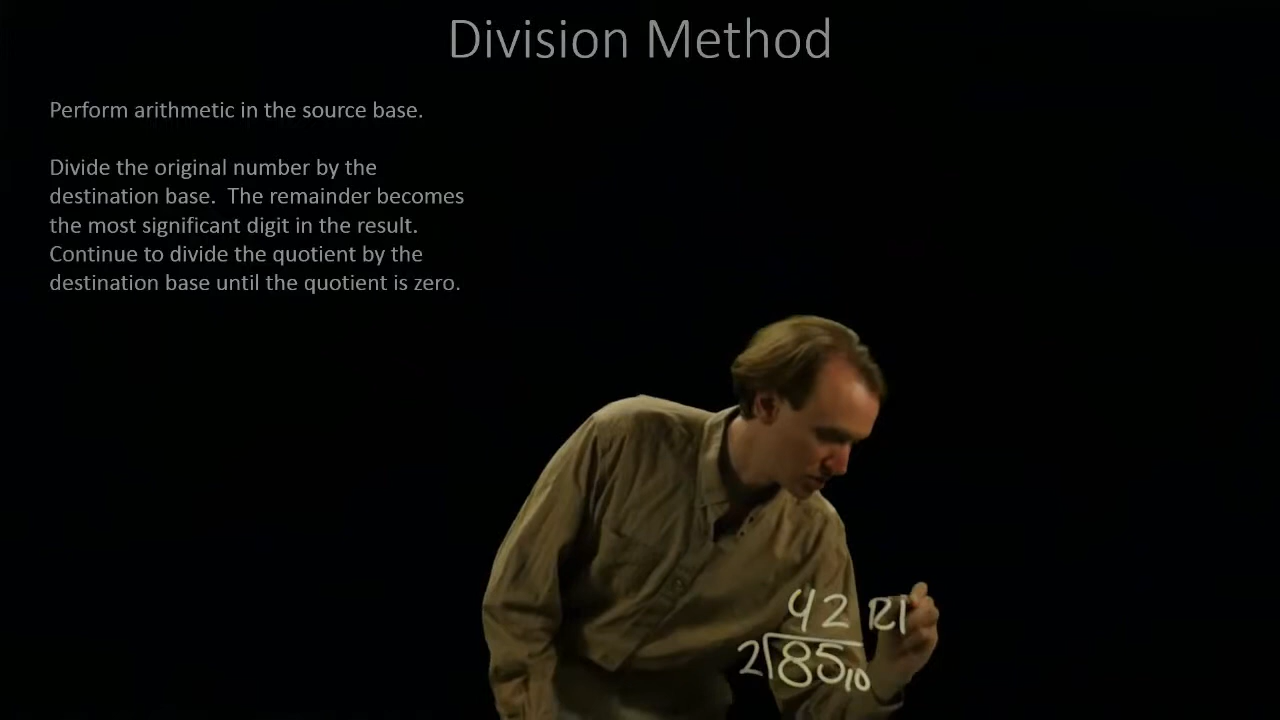 Division Method
Perform arithmetic in the source base.
Divide the original number by the
destination base.  The remainder becomes
the most significant digit in the result.
Continue to divide the quotient by the
destination base until the quotient is zero.
42 R1
2 85₁₀